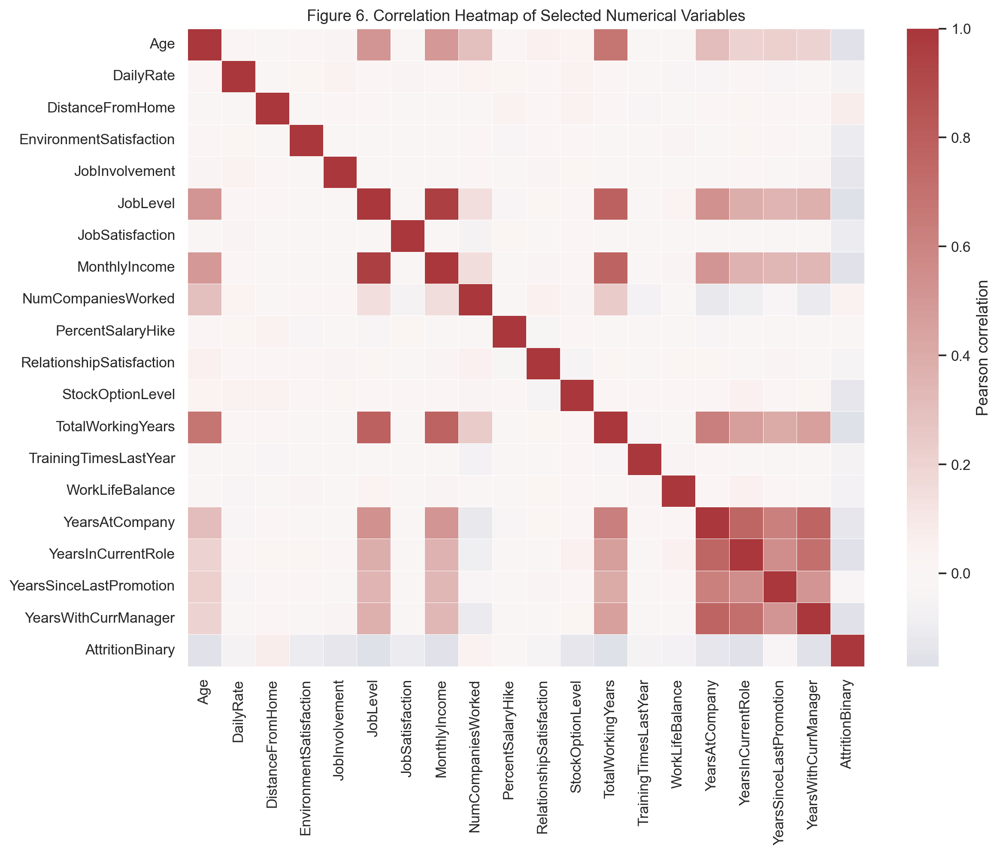 Figure 6. Correlation Heatmap of Selected Numerical Variables
Age
DailyRate
DistanceFromHome
EnvironmentSatisfaction
JobInvolvement
JobLevel
JobSatisfaction
MonthlyIncome
NumCompaniesWorked
PercentSalaryHike
RelationshipSatisfaction
StockOptionLevel
TotalWorkingYears
TrainingTimesLastYear
WorkLifeBalance
YearsAtCompany
YearsInCurrentRole
YearsSinceLastPromotion
YearsWithCurrManager
AttritionBinary
Age
DailyRate
DistanceFromHome
EnvironmentSatisfaction
JobInvolvement
JobLevel
JobSatisfaction
MonthlyIncome
NumCompaniesWorked
PercentSalaryHike
RelationshipSatisfaction
StockOptionLevel
TotalWorkingYears
TrainingTimesLastYear
WorkLifeBalance
YearsAtCompany
YearsInCurrentRole
YearsSinceLastPromotion
YearsWithCurrManager
AttritionBinary
1.0
0.8
0.6
0.4
0.2
0.0
Pearson correlation